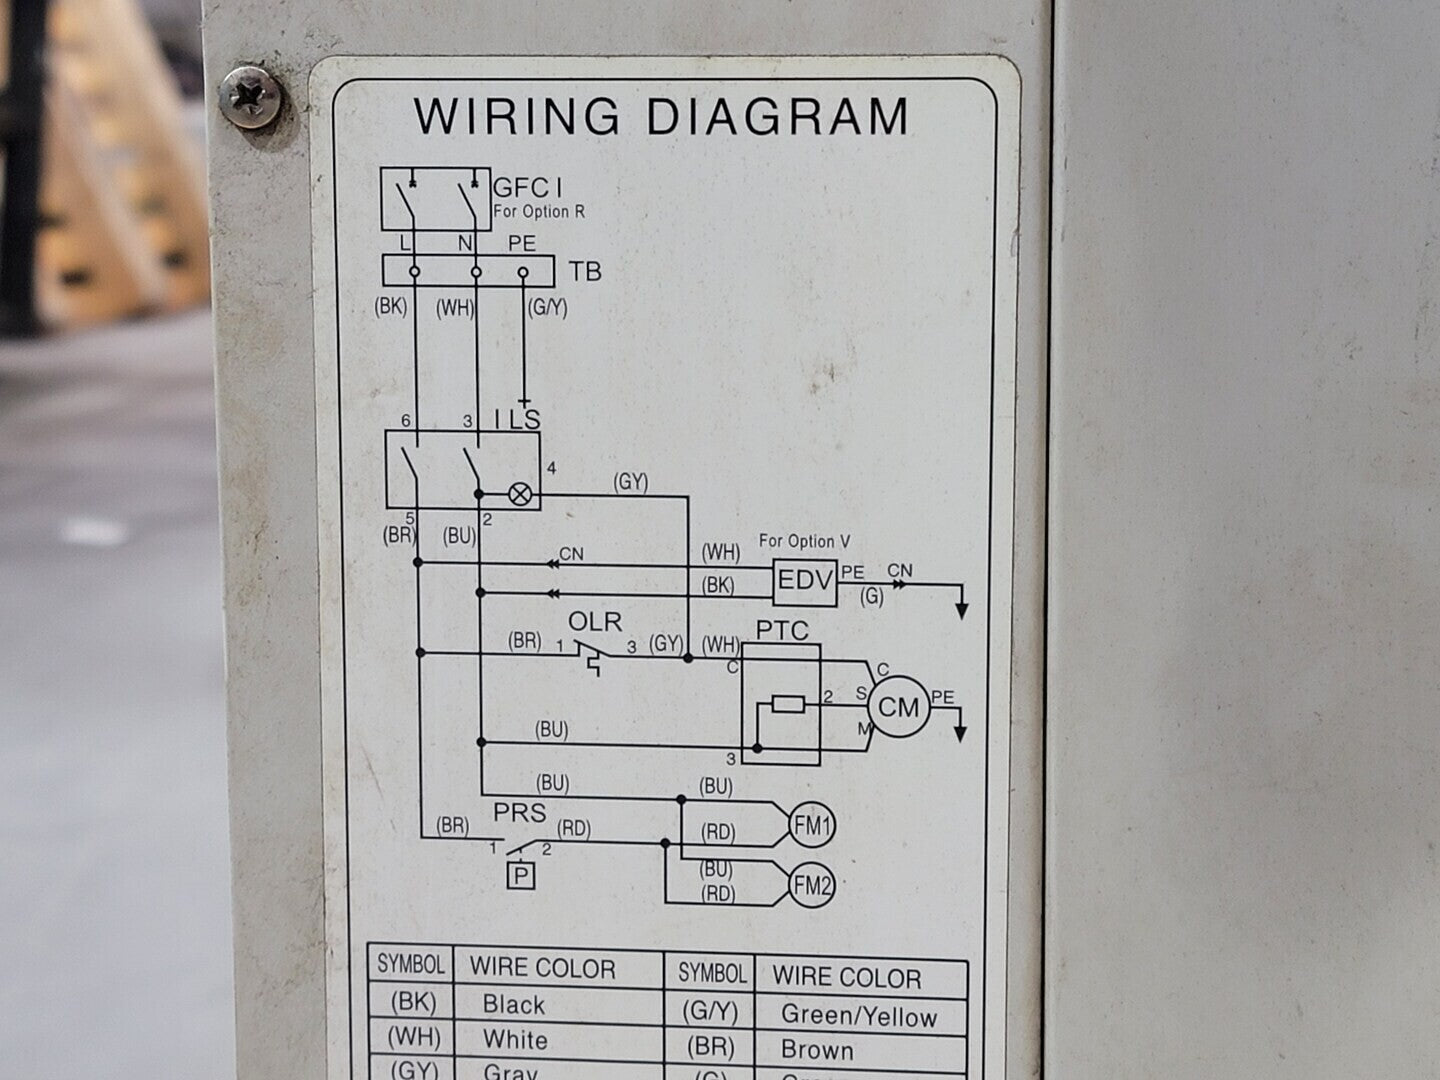 WIRING DIAGRAM
GFCI
For Option R
L N PE
TB
(BK) (WH) (G/Y)
6 3 ILS
4
(GY)
5 2
(BR) (BU)
For Option V
CN (WH)
EDV PE CN
(BK) (G)
OLR PTC
(BR) 1 3 (GY) (WH)
C C
2 S CM PE
M
(BU)
3
(BU) (BU)
PRS
(BR) 1 2 (RD) (RD) FM1
P (BU)
FM2
(RD)
SYMBOL WIRE COLOR SYMBOL WIRE COLOR
(BK) Black (G/Y) Green/Yellow
(WH) White (BR) Brown
(GY) Gray (G)